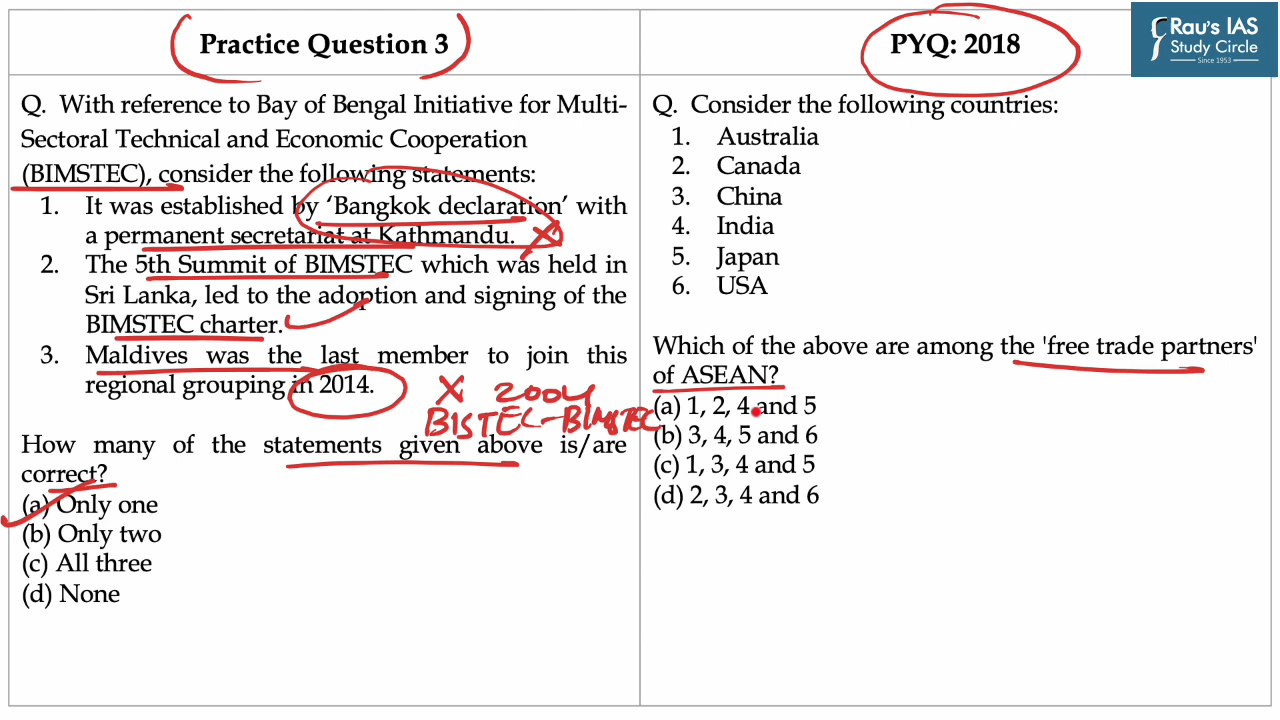 Practice Question 3
Q. With reference to Bay of Bengal Initiative for Multi-
Sectoral Technical and Economic Cooperation
(BIMSTEC), consider the following statements:
1. It was established by ‘Bangkok declaration’ with
a permanent secretariat at Kathmandu.
2. The 5th Summit of BIMSTEC which was held in
Sri Lanka, led to the adoption and signing of the
BIMSTEC charter.
3. Maldives was the last member to join this
regional grouping in 2014.
2004
BISTEC-BIMSTEC
How many of the statements given above is/are
correct?
(a) Only one
(b) Only two
(c) All three
(d) None
PYQ: 2018
Rau's IAS
Study Circle
Since 1953
Q. Consider the following countries:
1. Australia
2. Canada
3. China
4. India
5. Japan
6. USA
Which of the above are among the 'free trade partners'
of ASEAN?
(a) 1, 2, 4 and 5
(b) 3, 4, 5 and 6
(c) 1, 3, 4 and 5
(d) 2, 3, 4 and 6